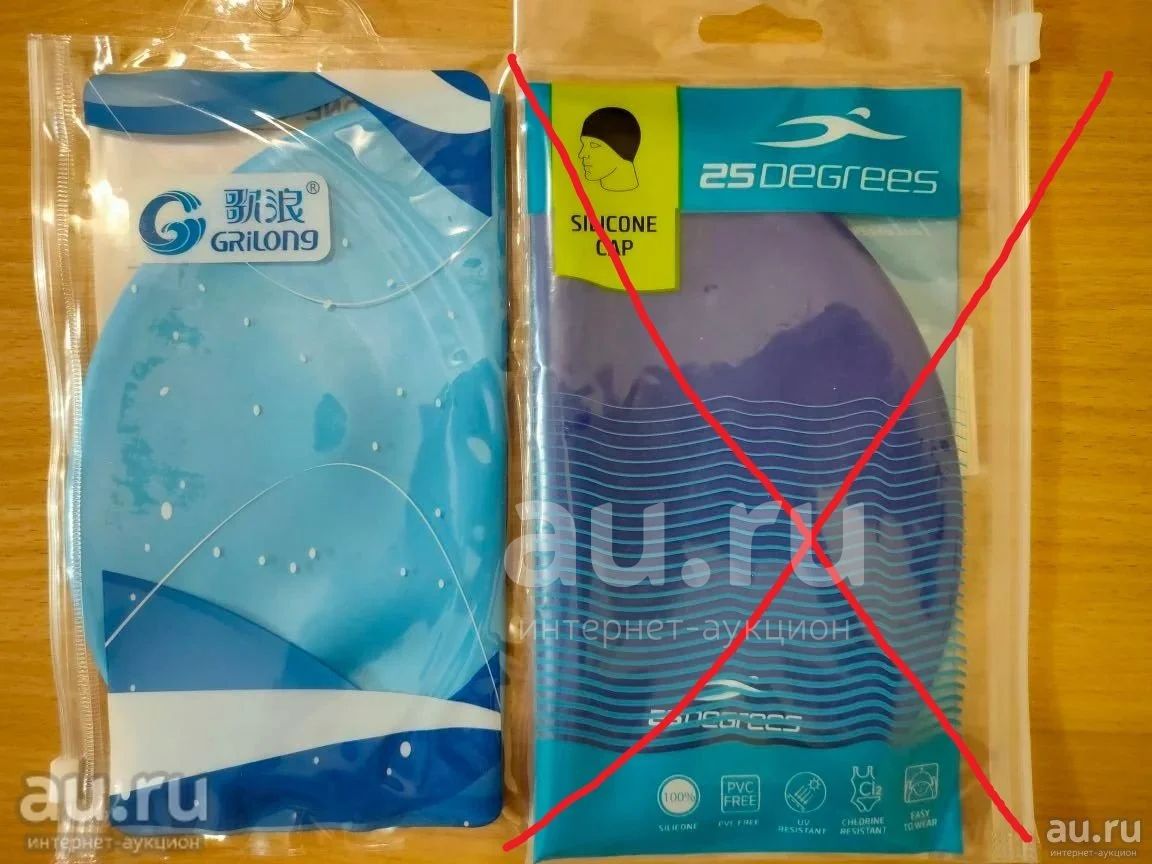 歌浪®
GRILONG
25DEGREES
SILICONE
CAP
au.ru
интернет-аукцион
25DEGREES
100%
SILICONE
PVC
FREE
PVC FREE
UV
RESISTANT
Cl2
CHLORINE
RESISTANT
EASY
TO WEAR
au.ru
интернет-аукцион
au.ru
интернет-аукцион